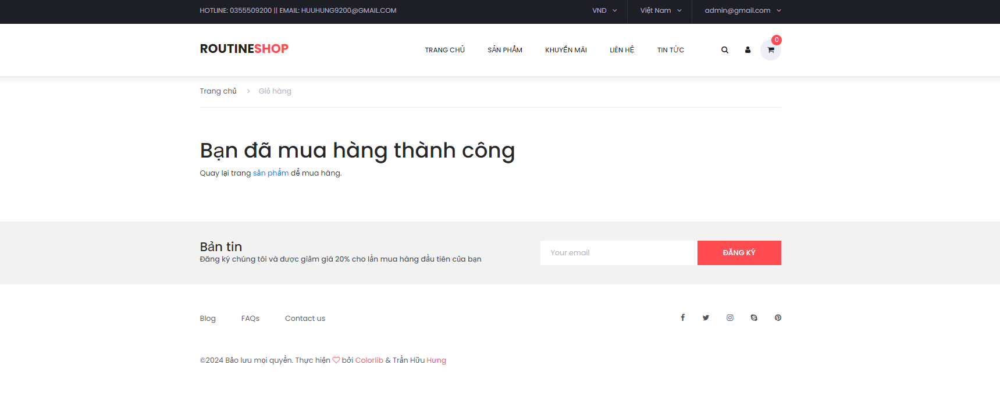 HOTLINE: 0355509200 || EMAIL: HUUHUNG9200@GMAIL.COM
VND
Việt Nam
admin@gmail.com
ROUTINESHOP
TRANG CHỦ
SẢN PHẨM
KHUYẾN MÃI
LIÊN HỆ
TIN TỨC
0
Trang chủ
Giỏ hàng
Bạn đã mua hàng thành công
Quay lại trang sản phẩm để mua hàng.
Bản tin
Đăng ký chúng tôi và được giảm giá 20% cho lần mua hàng đầu tiên của bạn
Your email
ĐĂNG KÝ
Blog
FAQs
Contact us
©2024 Bảo lưu mọi quyền. Thực hiện bởi Colorlib & Trần Hữu Hưng